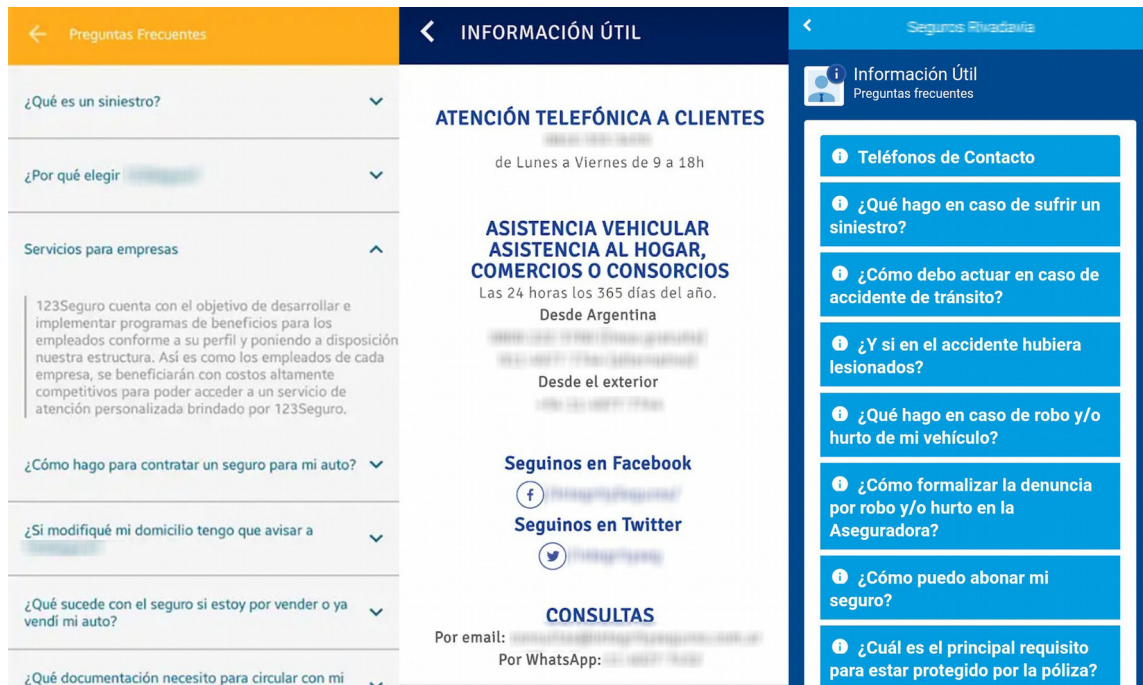 Preguntas Frecuentes
¿Qué es un siniestro?
¿Por qué elegir
Servicios para empresas
123Seguro cuenta con el objetivo de desarrollar e
implementar programas de beneficios para los
empleados conforme a su perfil y poniendo a disposición
nuestra estructura. Así es como los empleados de cada
empresa, se beneficiarán con costos altamente
competitivos para poder acceder a un servicio de
atención personalizada brindado por 123Seguro.
¿Cómo hago para contratar un seguro para mi auto?
¿Si modifiqué mi domicilio tengo que avisar a
¿Qué sucede con el seguro si estoy por vender o ya
vendí mi auto?
¿Qué documentación necesito para circular con mi
INFORMACIÓN ÚTIL
ATENCIÓN TELEFÓNICA A CLIENTES
de Lunes a Viernes de 9 a 18h
ASISTENCIA VEHICULAR
ASISTENCIA AL HOGAR,
COMERCIOS O CONSORCIOS
Las 24 horas los 365 días del año.
Desde Argentina
Desde el exterior
Seguinos en Facebook
Seguinos en Twitter
CONSULTAS
Por email:
Por WhatsApp:
Seguros Rivadavia
Información Útil
Preguntas frecuentes
Teléfonos de Contacto
¿Qué hago en caso de sufrir un
siniestro?
¿Cómo debo actuar en caso de
accidente de tránsito?
¿Y si en el accidente hubiera
lesionados?
¿Qué hago en caso de robo y/o
hurto de mi vehículo?
¿Cómo formalizar la denuncia
por robo y/o hurto en la
Aseguradora?
¿Cómo puedo abonar mi
seguro?
¿Cuál es el principal requisito
para estar protegido por la póliza?